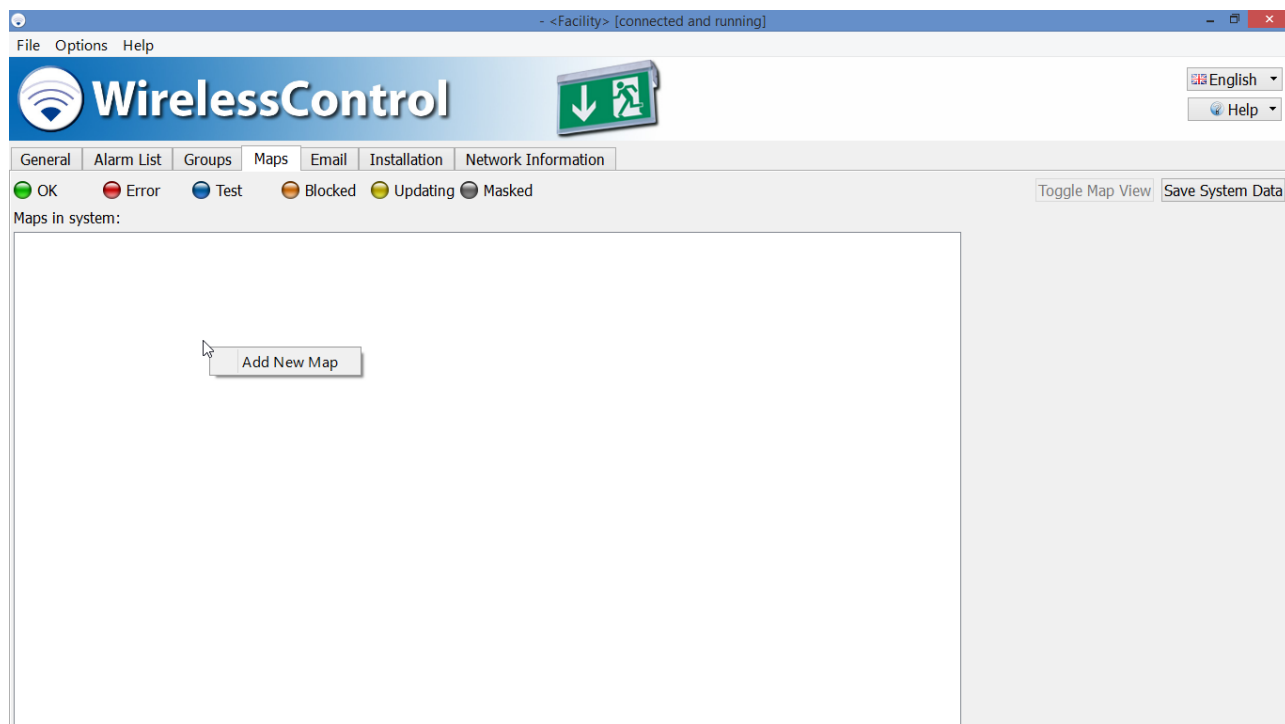 - <Facility> [connected and running]
File Options Help
WirelessControl
English
Help
General Alarm List Groups Maps Email Installation Network Information
OK Error Test Blocked Updating Masked Toggle Map View Save System Data
Maps in system:
Add New Map